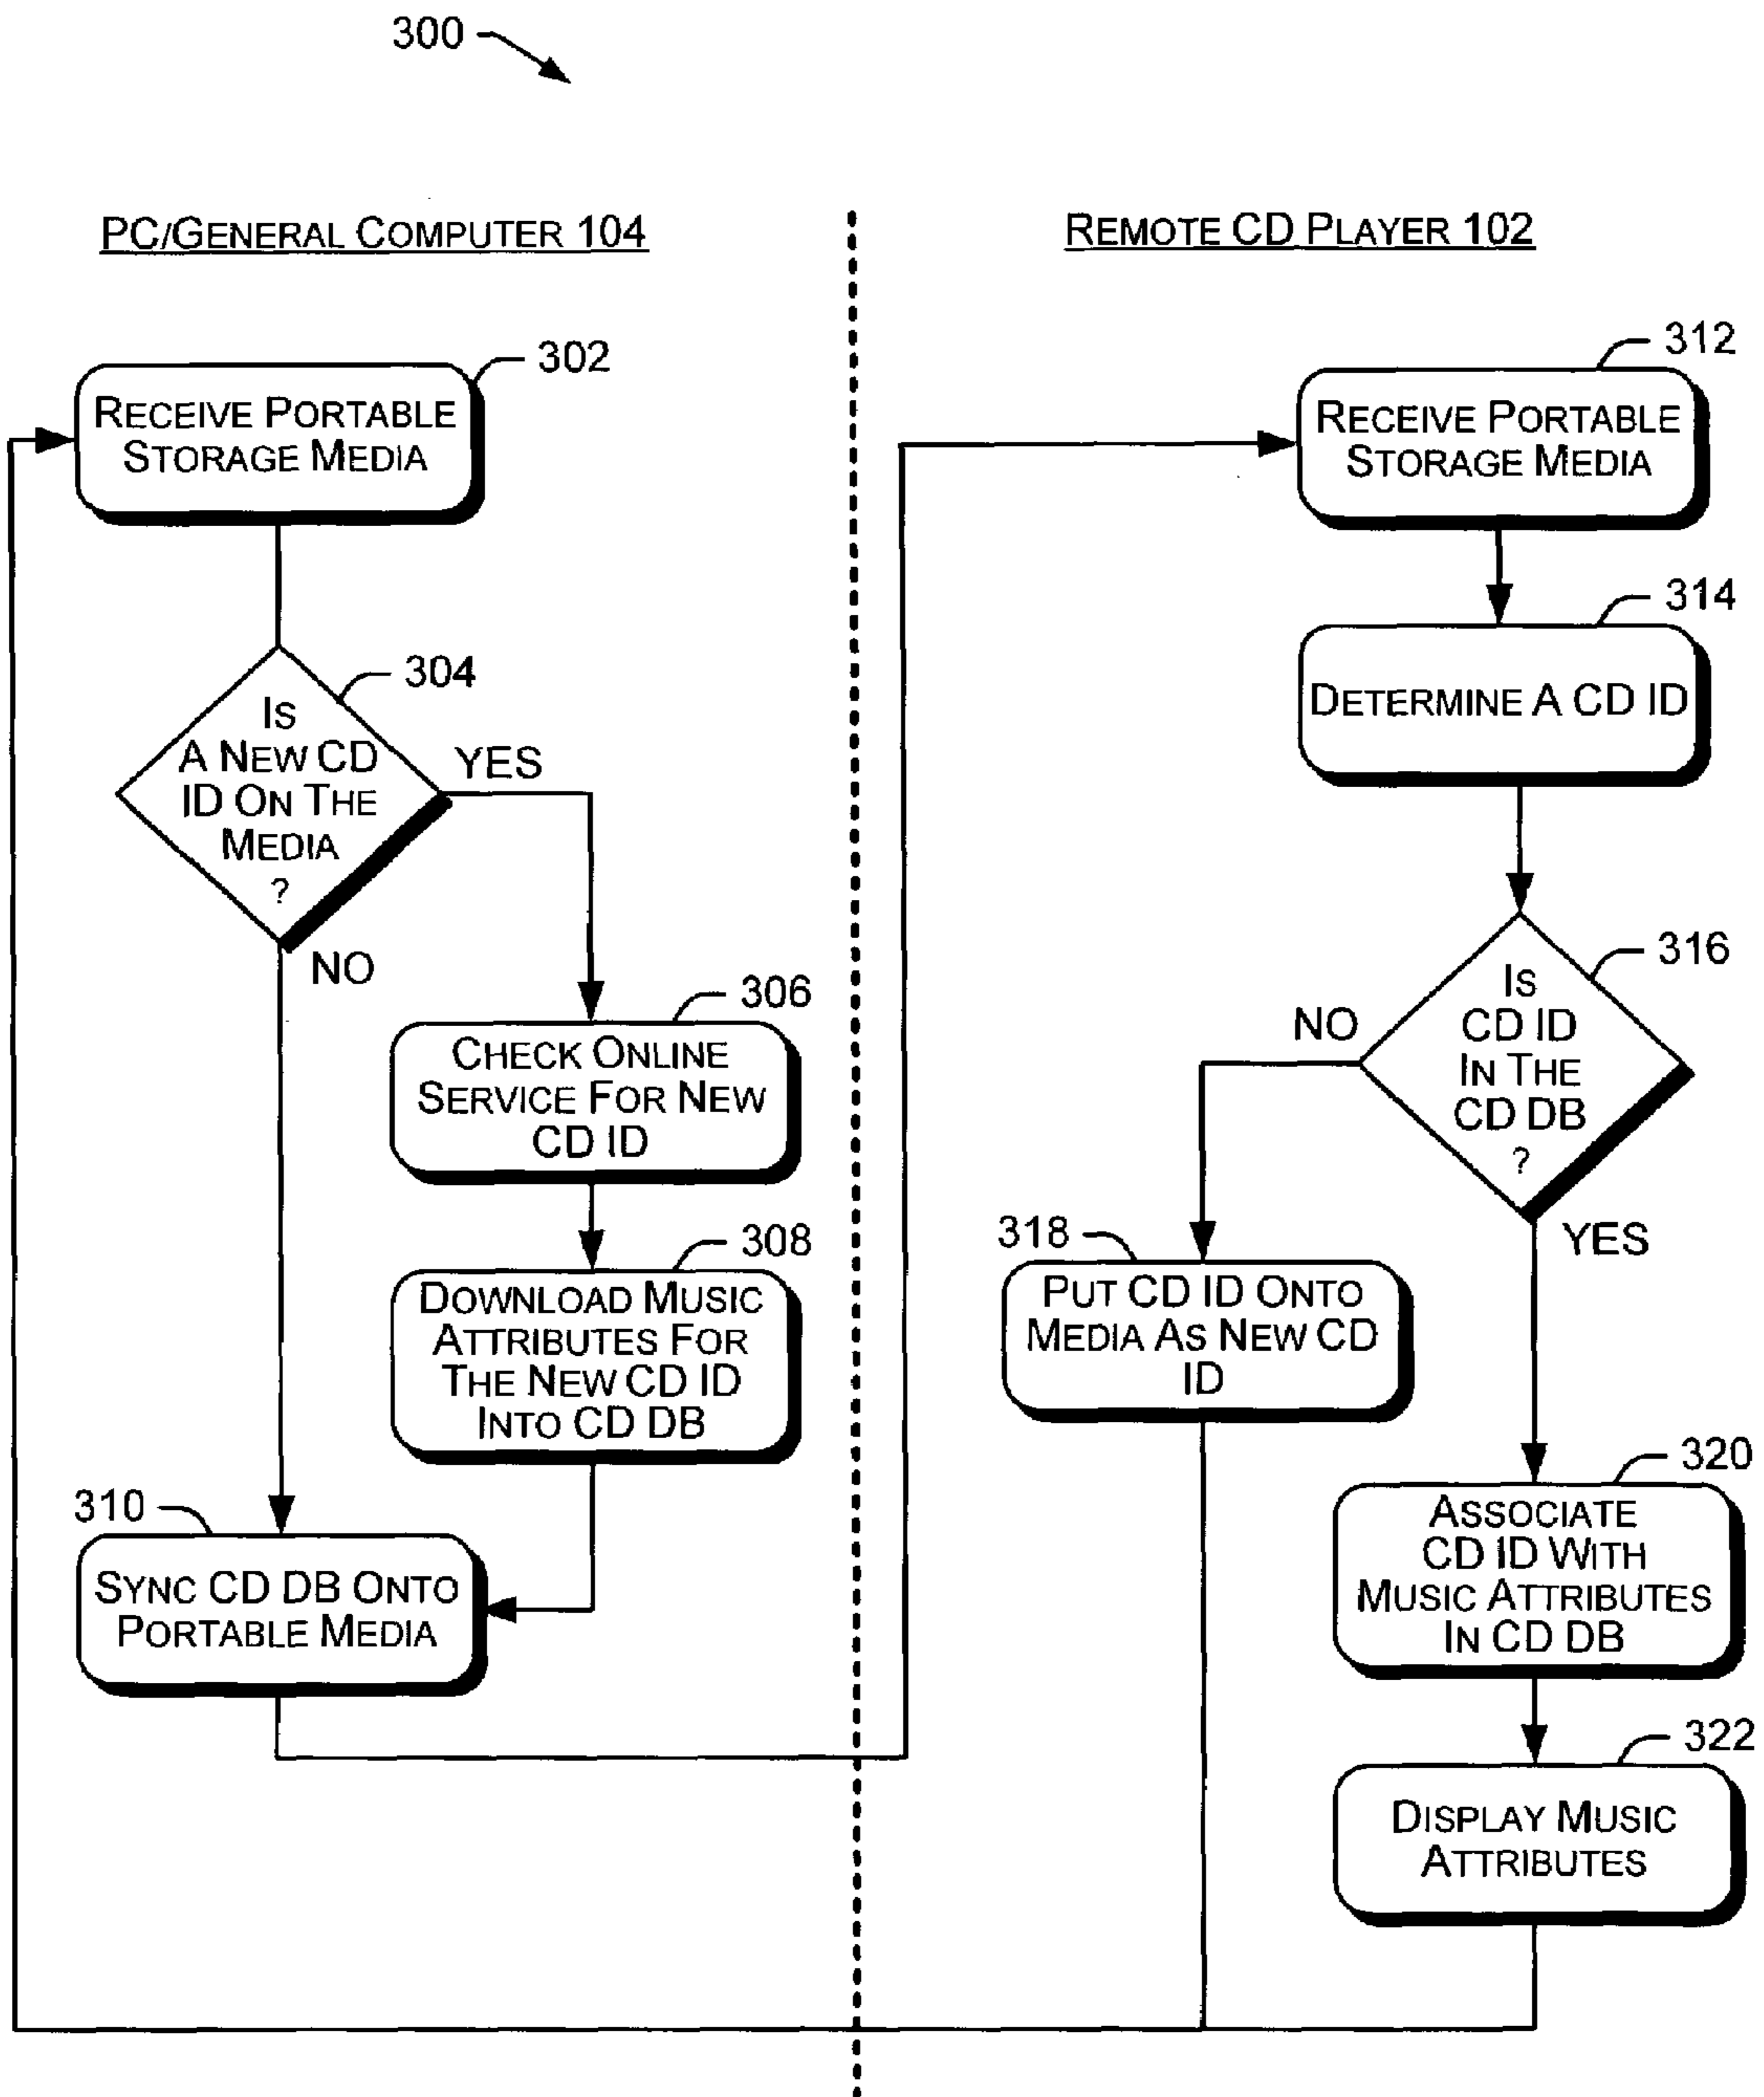 300
PC/GENERAL COMPUTER 104
302
RECEIVE PORTABLE
STORAGE MEDIA
304
IS
A NEW CD
ID ON THE
MEDIA
?
YES
NO
306
CHECK ONLINE
SERVICE FOR NEW
CD ID
308
DOWNLOAD MUSIC
ATTRIBUTES FOR
THE NEW CD ID
INTO CD DB
310
SYNC CD DB ONTO
PORTABLE MEDIA
REMOTE CD PLAYER 102
312
RECEIVE PORTABLE
STORAGE MEDIA
314
DETERMINE A CD ID
316
IS
CD ID
IN THE
CD DB
?
NO
YES
318
PUT CD ID ONTO
MEDIA AS NEW CD
ID
320
ASSOCIATE
CD ID WITH
MUSIC ATTRIBUTES
IN CD DB
322
DISPLAY MUSIC
ATTRIBUTES